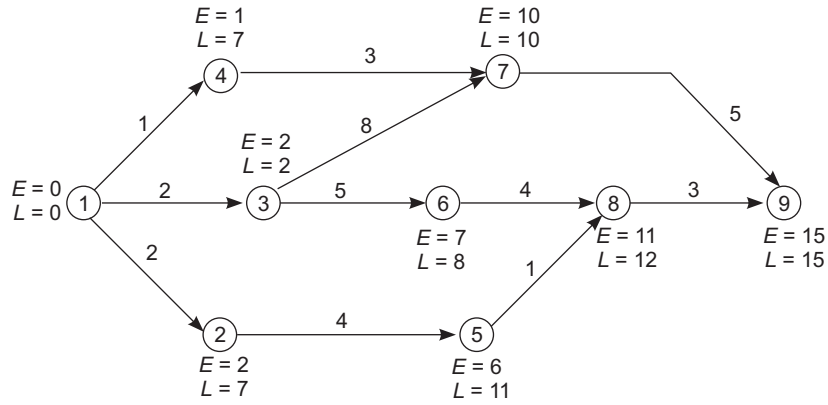 E = 1
L = 7
E = 10
L = 10
4
3
7
1
8
5
E = 2
L = 2
E = 0
L = 0
1
2
3
5
6
4
8
3
9
E = 7
L = 8
E = 11
L = 12
E = 15
L = 15
2
1
2
4
5
E = 2
L = 7
E = 6
L = 11